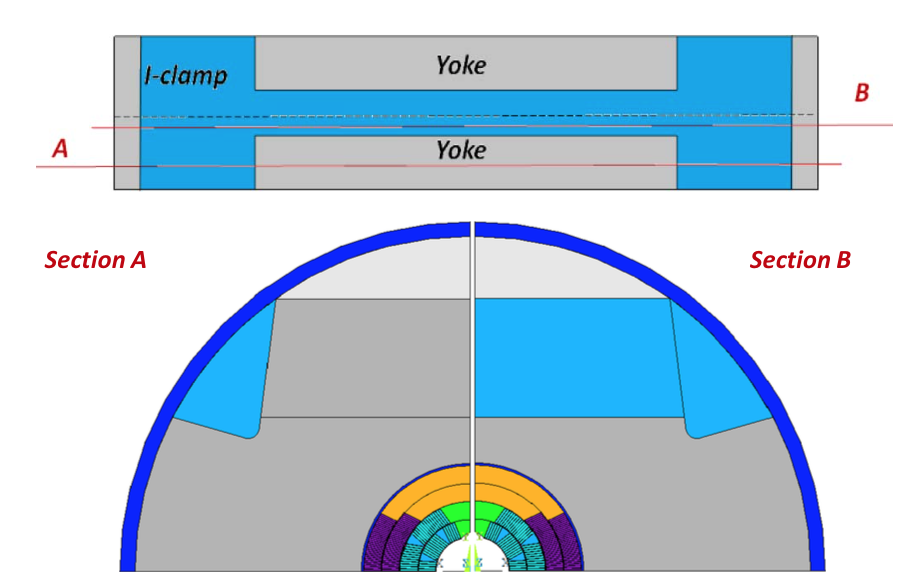 I-clamp
Yoke
B
A
Yoke
Section A
Section B